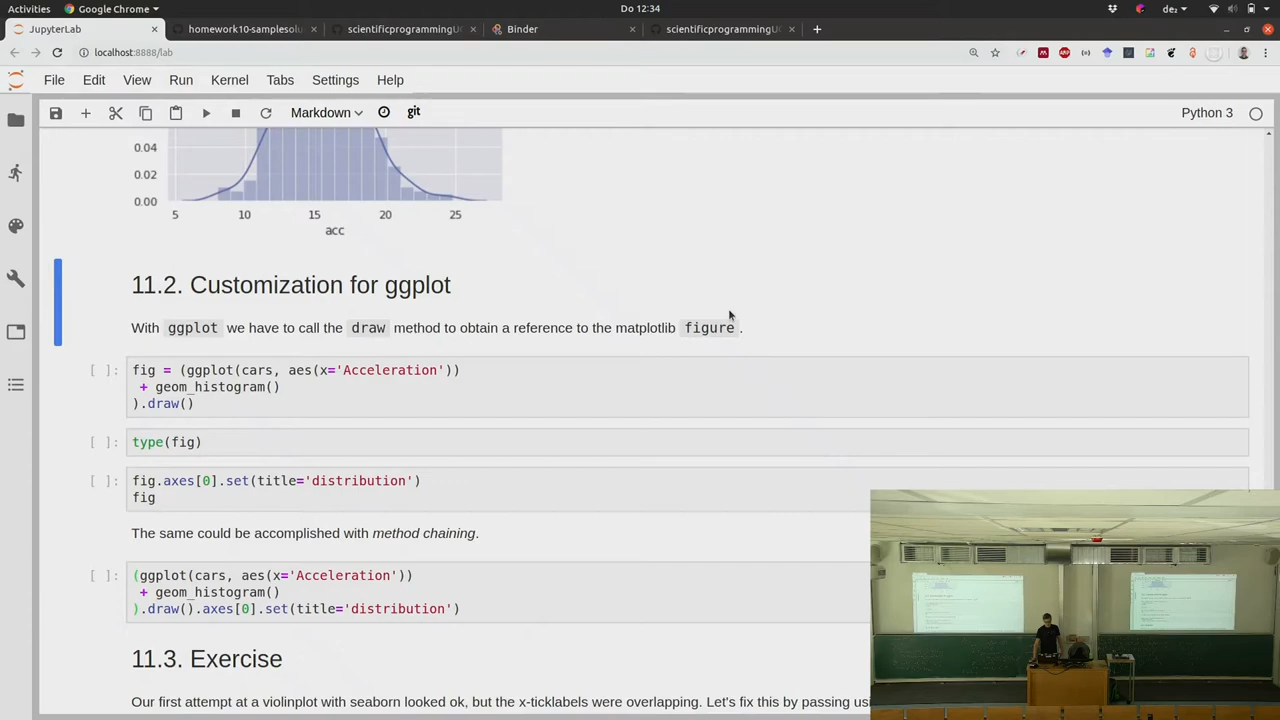 Activities
Google Chrome
Do 12:34
de₂
JupyterLab
homework10-samplesolu
scientificprogrammingU
Binder
scientificprogrammingU
localhost:8888/lab
File Edit View Run Kernel Tabs Settings Help
Markdown
git
Python 3
0.04
0.02
0.00
5 10 15 20 25
acc
11.2. Customization for ggplot
With ggplot we have to call the draw method to obtain a reference to the matplotlib figure.
[ ]: fig = (ggplot(cars, aes(x='Acceleration'))
+ geom_histogram()
).draw()
[ ]: type(fig)
[ ]: fig.axes[0].set(title='distribution')
fig
The same could be accomplished with method chaining.
[ ]: (ggplot(cars, aes(x='Acceleration'))
+ geom_histogram()
).draw().axes[0].set(title='distribution')
11.3. Exercise
Our first attempt at a violinplot with seaborn looked ok, but the x-ticklabels were overlapping. Let's fix this by passing